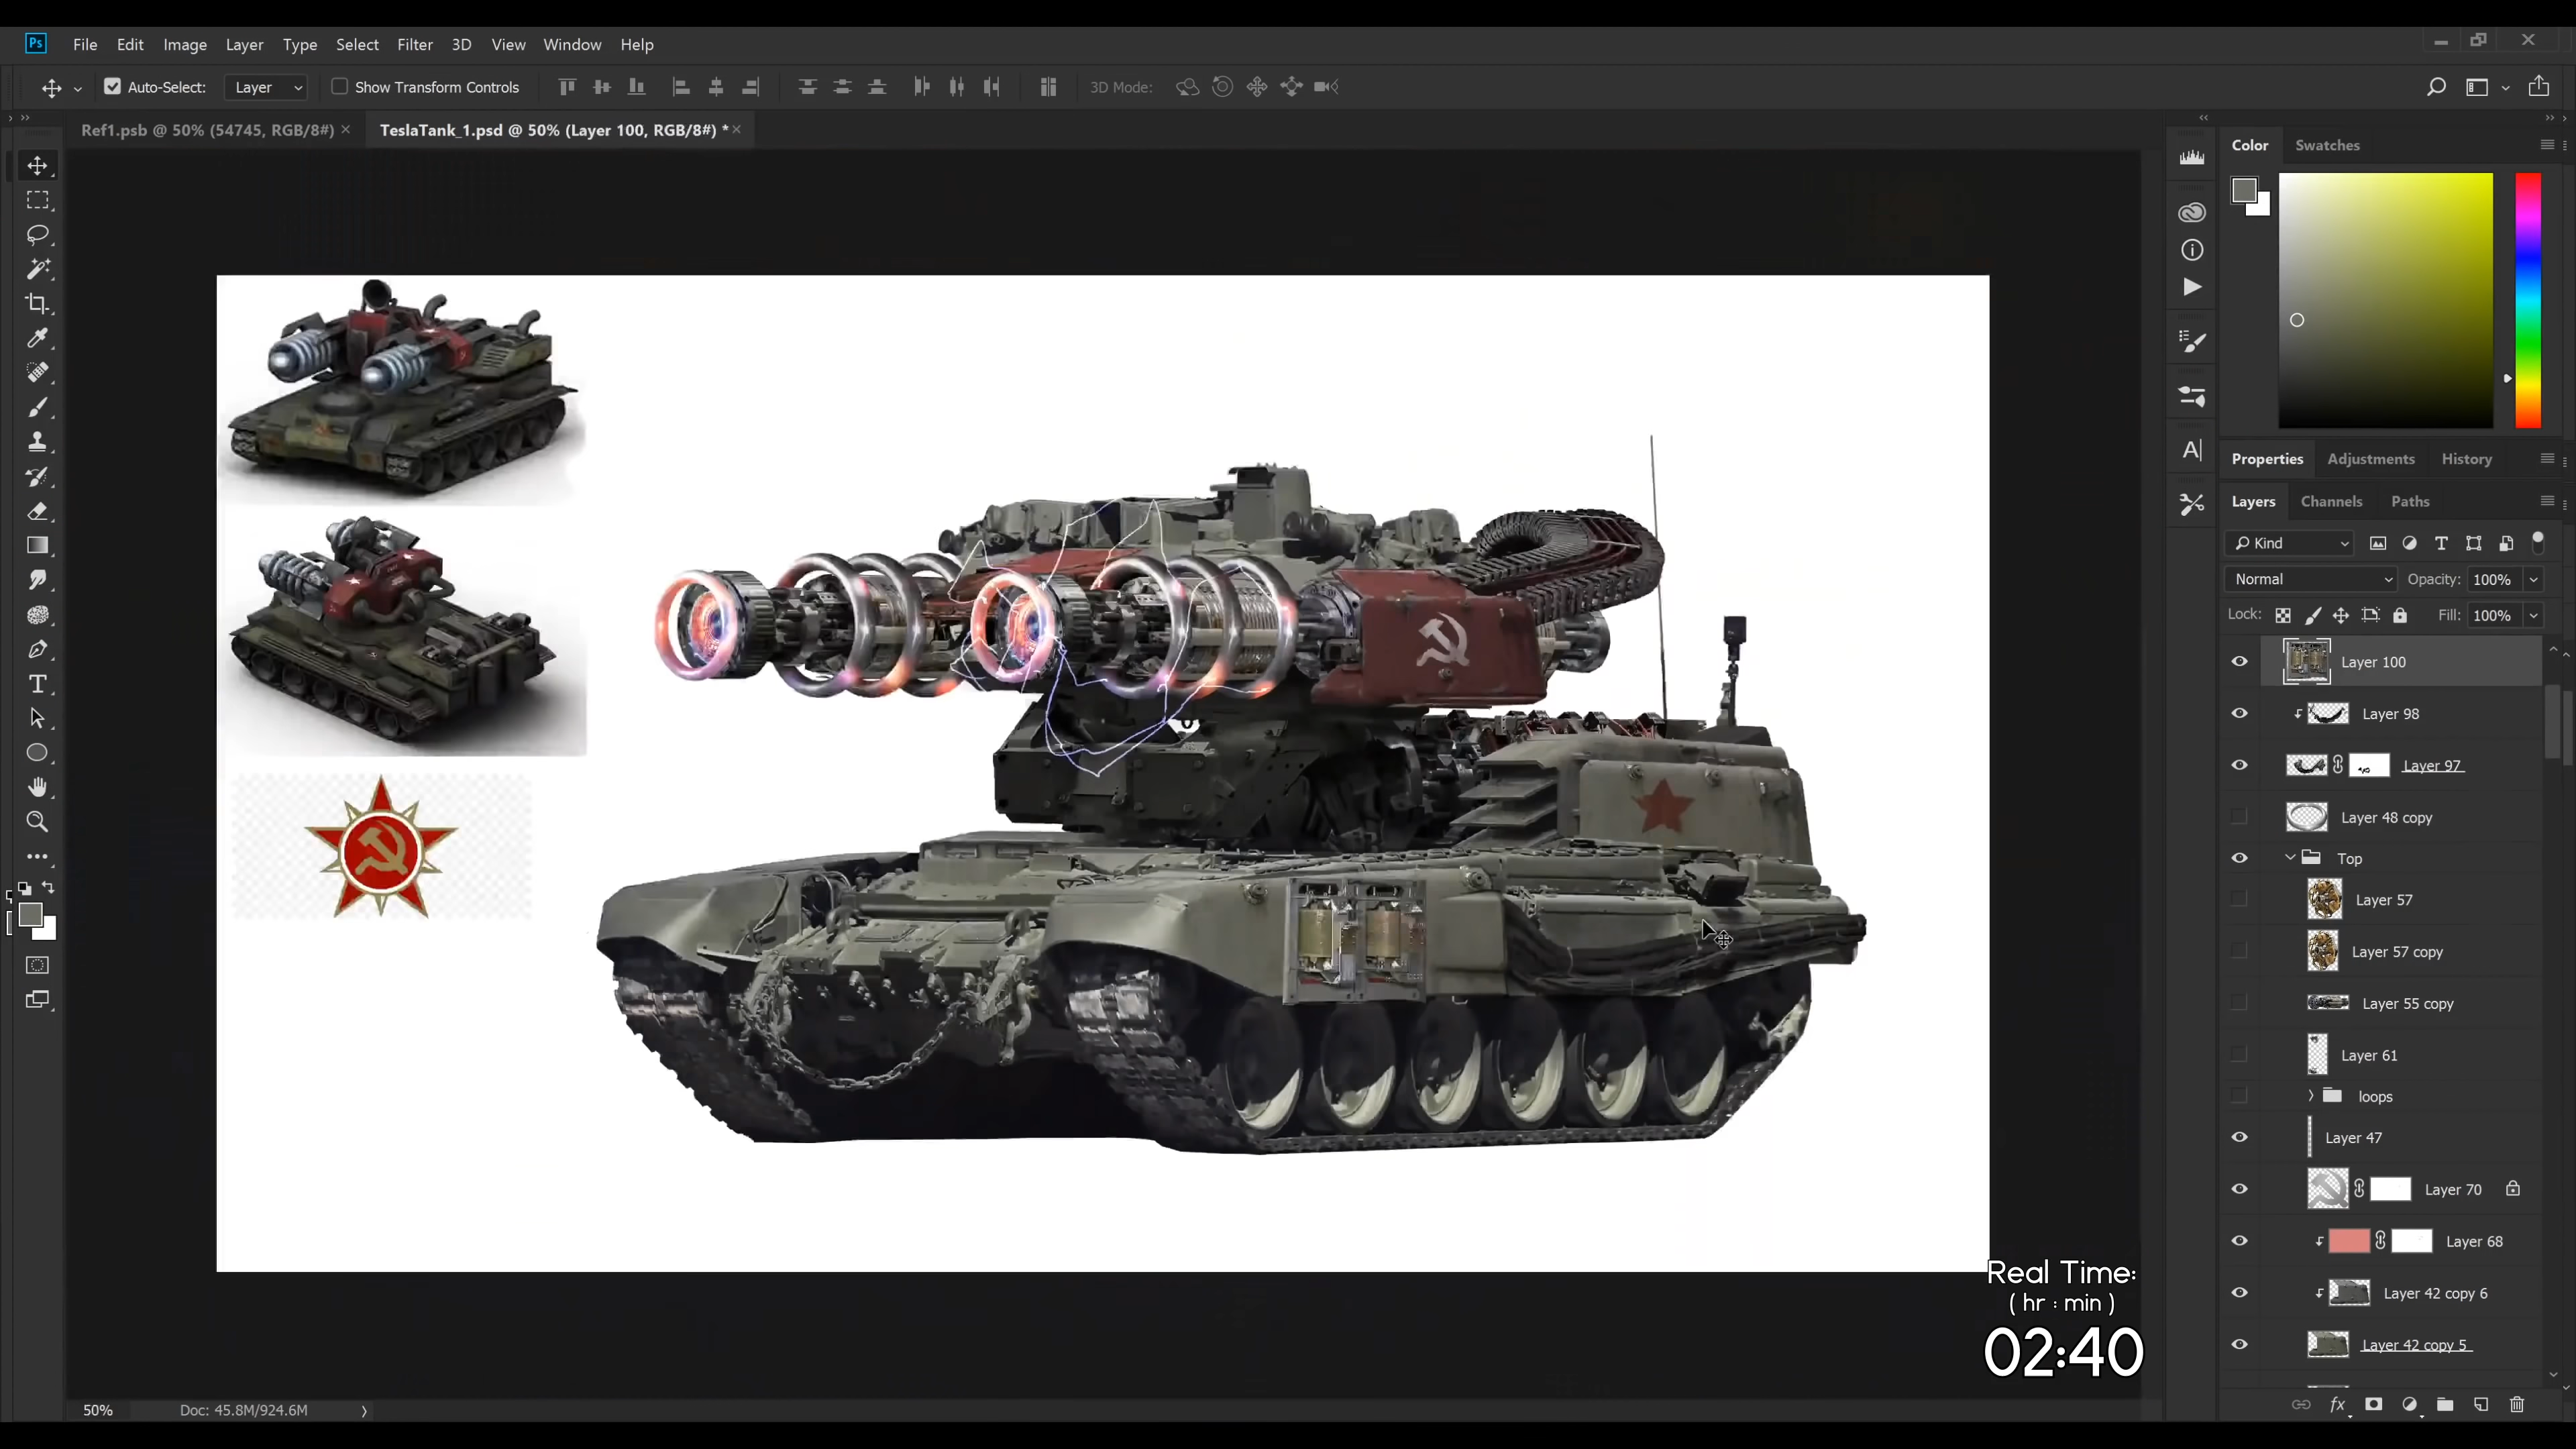 Ps File Edit Image Layer Type Select Filter 3D View Window Help
Auto-Select: Layer Show Transform Controls 3D Mode:
Ref1.psb @ 50% (54745, RGB/8#) × TeslaTank_1.psd @ 50% (Layer 100, RGB/8#) * ×
Color Swatches
Properties Adjustments History
Layers Channels Paths
Kind
Normal Opacity: 100%
Lock: Fill: 100%
Layer 100
Layer 98
Layer 97
Layer 48 copy
Top
Layer 57
Layer 57 copy
Layer 55 copy
Layer 61
loops
Layer 47
Layer 70
Layer 68
Layer 42 copy 6
Layer 42 copy 5
Real Time:
( hr : min )
02:40
50% Doc: 45.8M/924.6M
fx